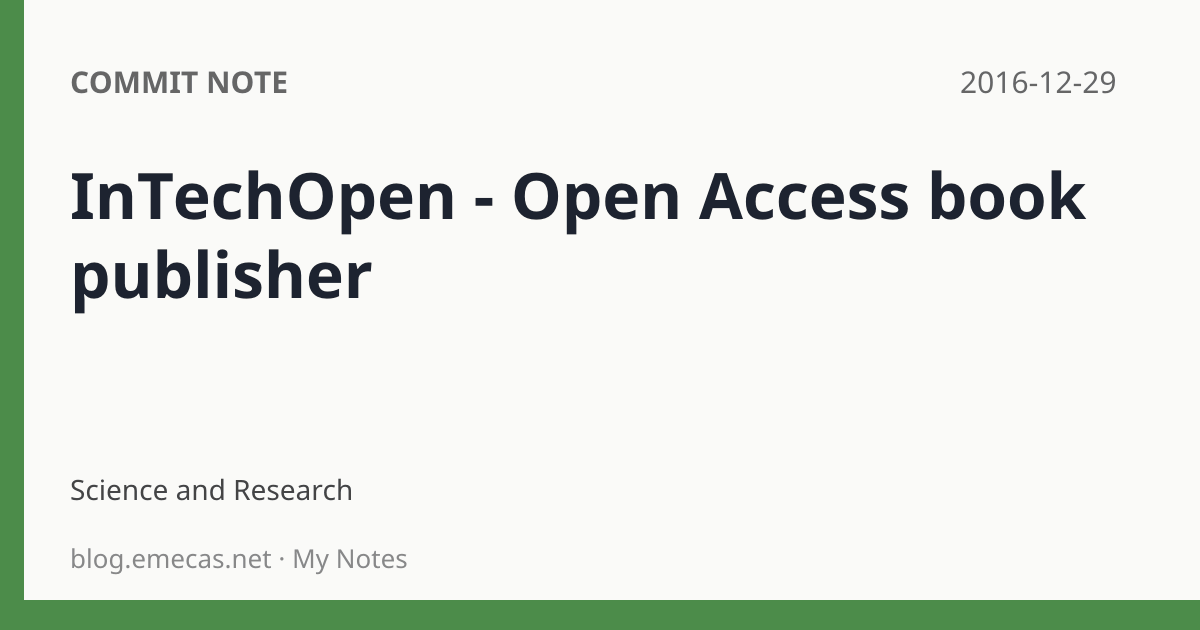 COMMIT NOTE
2016-12-29
InTechOpen - Open Access book
publisher
Science and Research
blog.emecas.net · My Notes